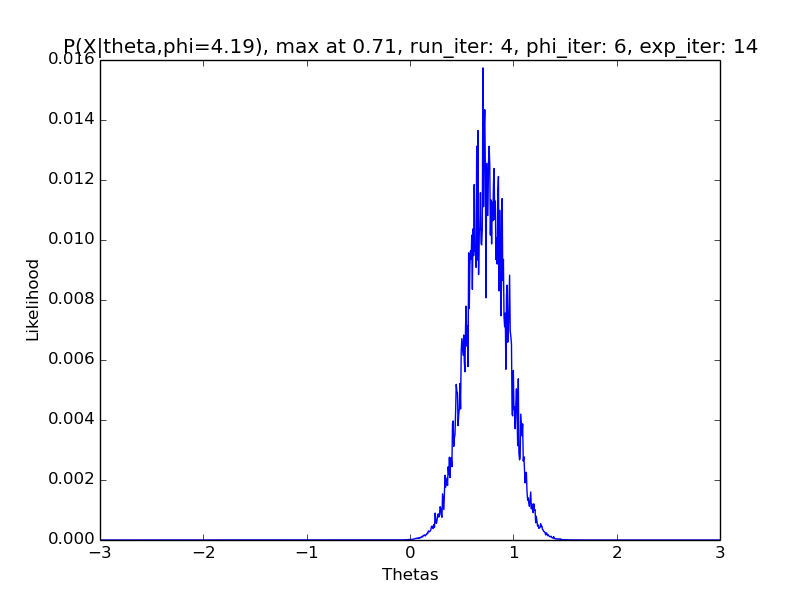 P(X|theta,phi=4.19), max at 0.71, run_iter: 4, phi_iter: 6, exp_iter: 14
0.016
0.014
0.012
0.010
0.008
0.006
0.004
0.002
0.000
Likelihood
−3 −2 −1 0 1 2 3
Thetas